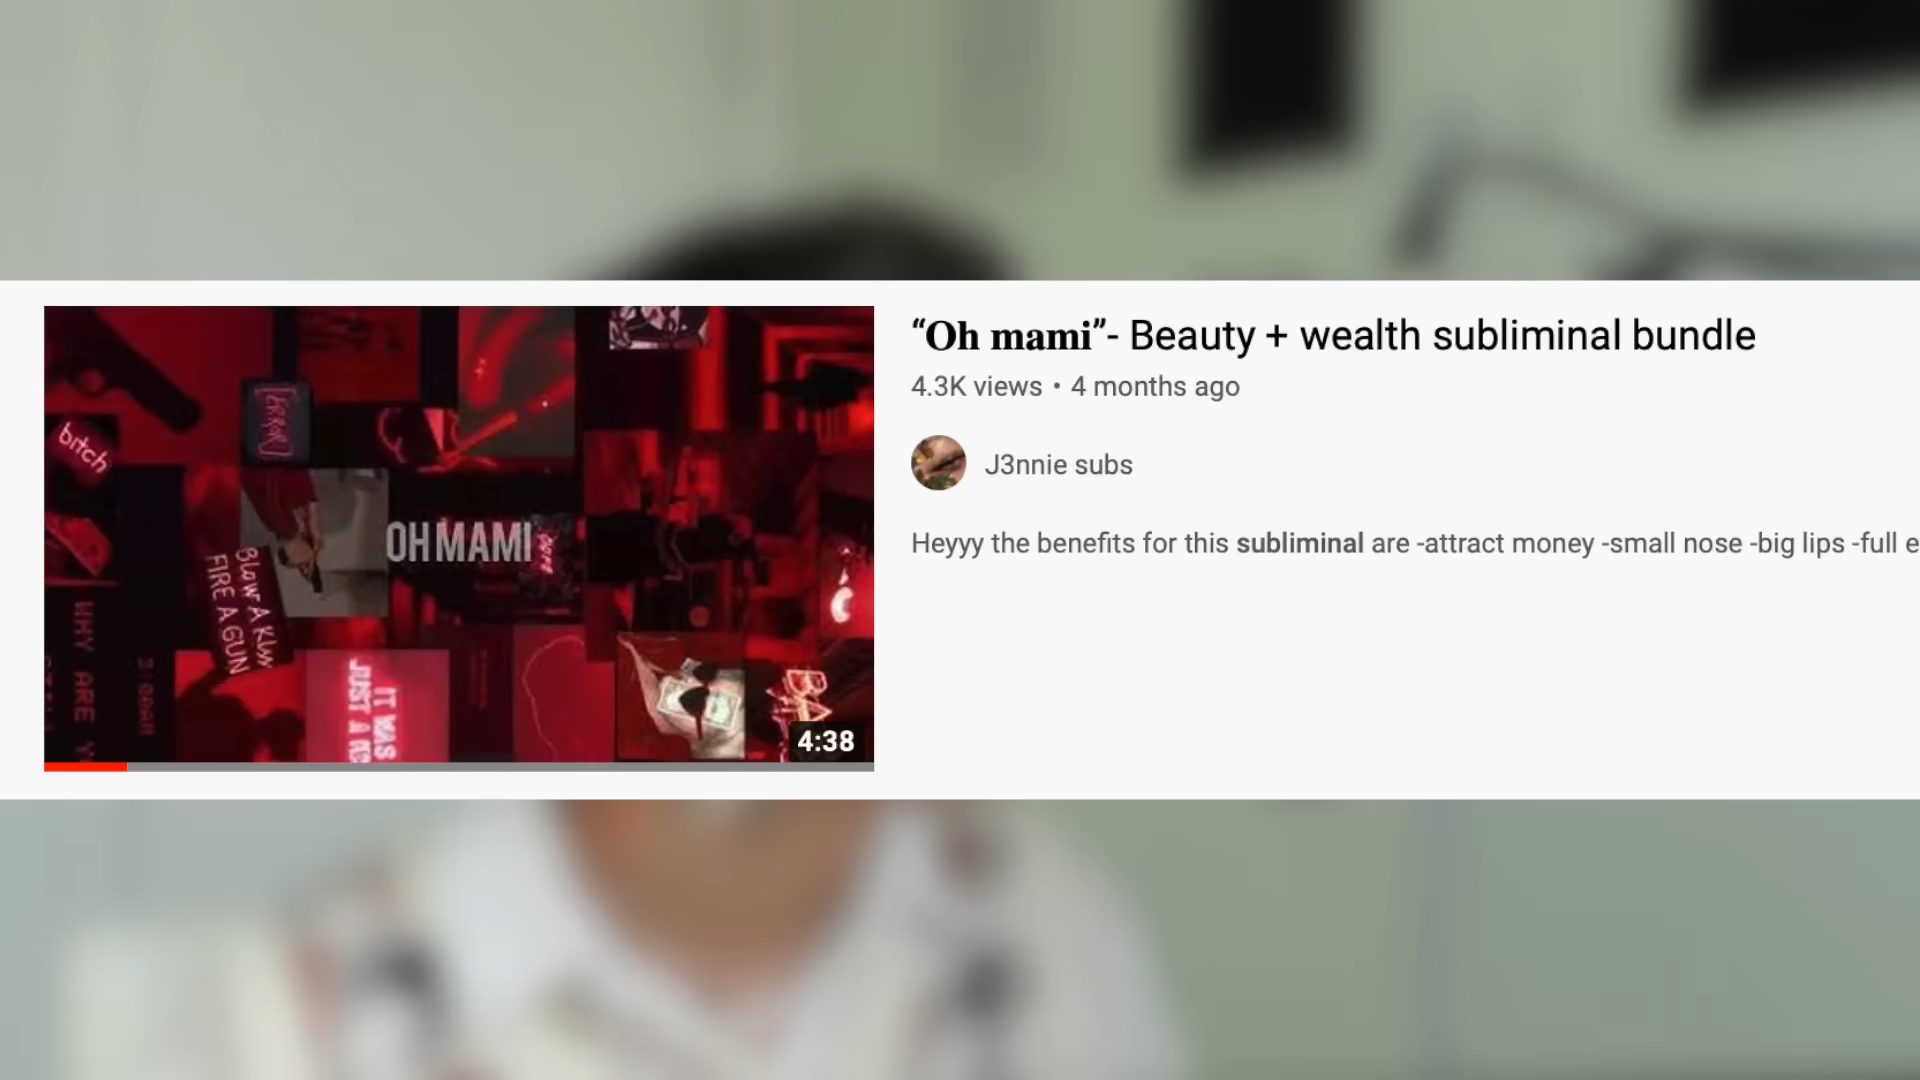 “Oh mami”- Beauty + wealth subliminal bundle
4.3K views • 4 months ago
J3nnie subs
Heyyy the benefits for this subliminal are -attract money -small nose -big lips -full e
[ERROR]
bitch
OH MAMI
BLOW A KISS
FIRE A GUN
WHY ARE Y
3:00AM
IT WAS
JUST A
4:38